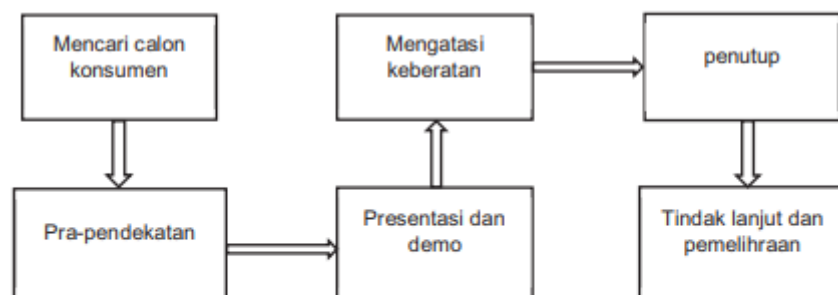 Mencari calon
konsumen
Pra-pendekatan
Presentasi dan
demo
Mengatasi
keberatan
penutup
Tindak lanjut dan
pemelihraan